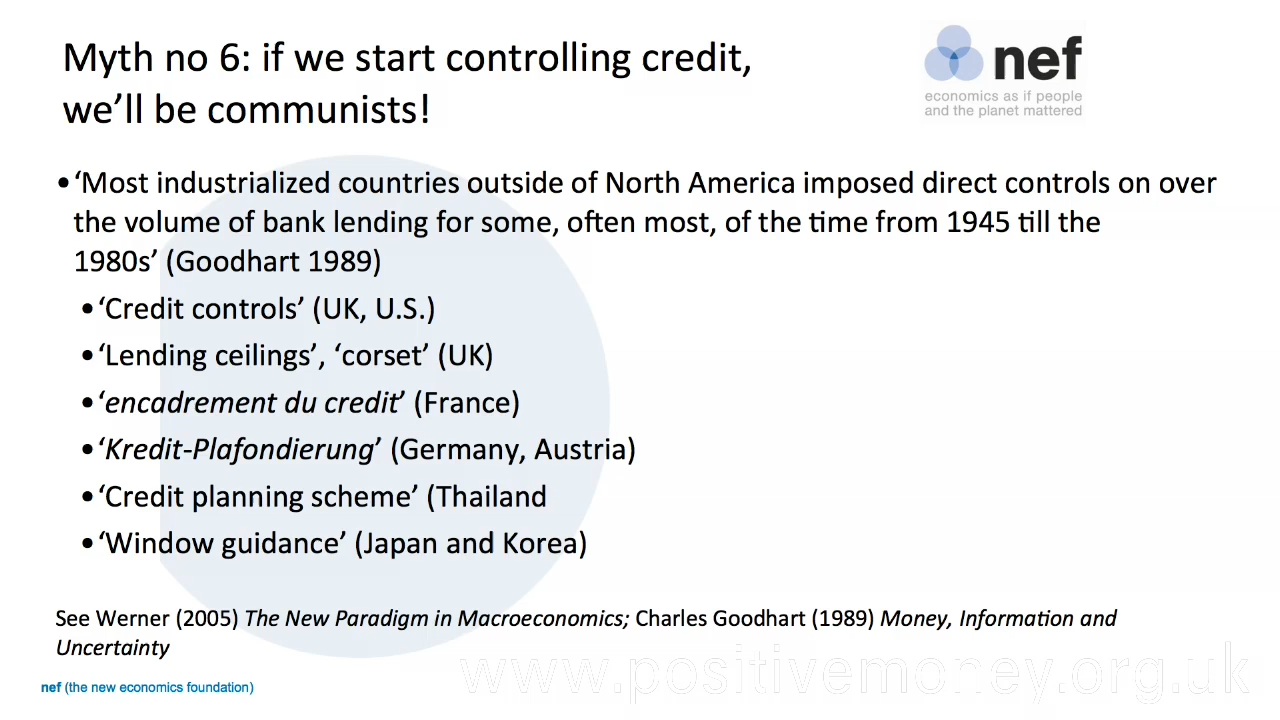 Myth no 6: if we start controlling credit,
we’ll be communists!
nef
economics as if people
and the planet mattered
•‘Most industrialized countries outside of North America imposed direct controls on over
the volume of bank lending for some, often most, of the time from 1945 till the
1980s’ (Goodhart 1989)
•‘Credit controls’ (UK, U.S.)
•‘Lending ceilings’, ‘corset’ (UK)
•‘encadrement du credit’ (France)
•‘Kredit-Plafondierung’ (Germany, Austria)
•‘Credit planning scheme’ (Thailand
•‘Window guidance’ (Japan and Korea)
See Werner (2005) The New Paradigm in Macroeconomics; Charles Goodhart (1989) Money, Information and
Uncertainty
www.positivemoney.org.uk
nef (the new economics foundation)